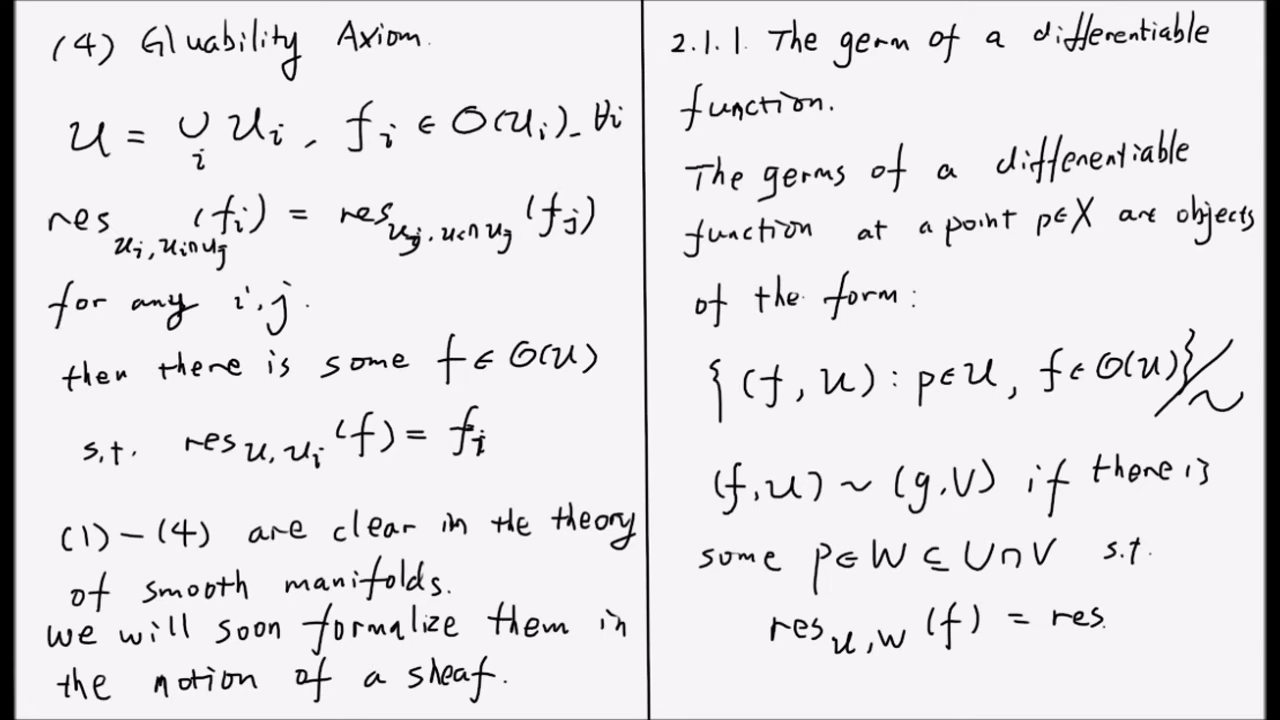 (4) Gluability Axiom.
U = ∪_i U_i, f_i ∈ O(U_i) ∀i
res_{U_i, U_i∩U_j}(f_i) = res_{U_j, U_i∩U_j}(f_j)
for any i, j.
then there is some f ∈ O(U)
s.t. res_{U, U_i}(f) = f_i
(1) – (4) are clear in the theory
of smooth manifolds.
we will soon formalize them in
the notion of a sheaf.
2.1.1. The germ of a differentiable
function.
The germs of a differentiable
function at a point p∈X are objects
of the form:
{(f, U) : p∈U, f∈O(U)}/~
(f, U) ~ (g, V) if there is
some p∈W ⊆ U∩V s.t.
res_{U,W}(f) = res